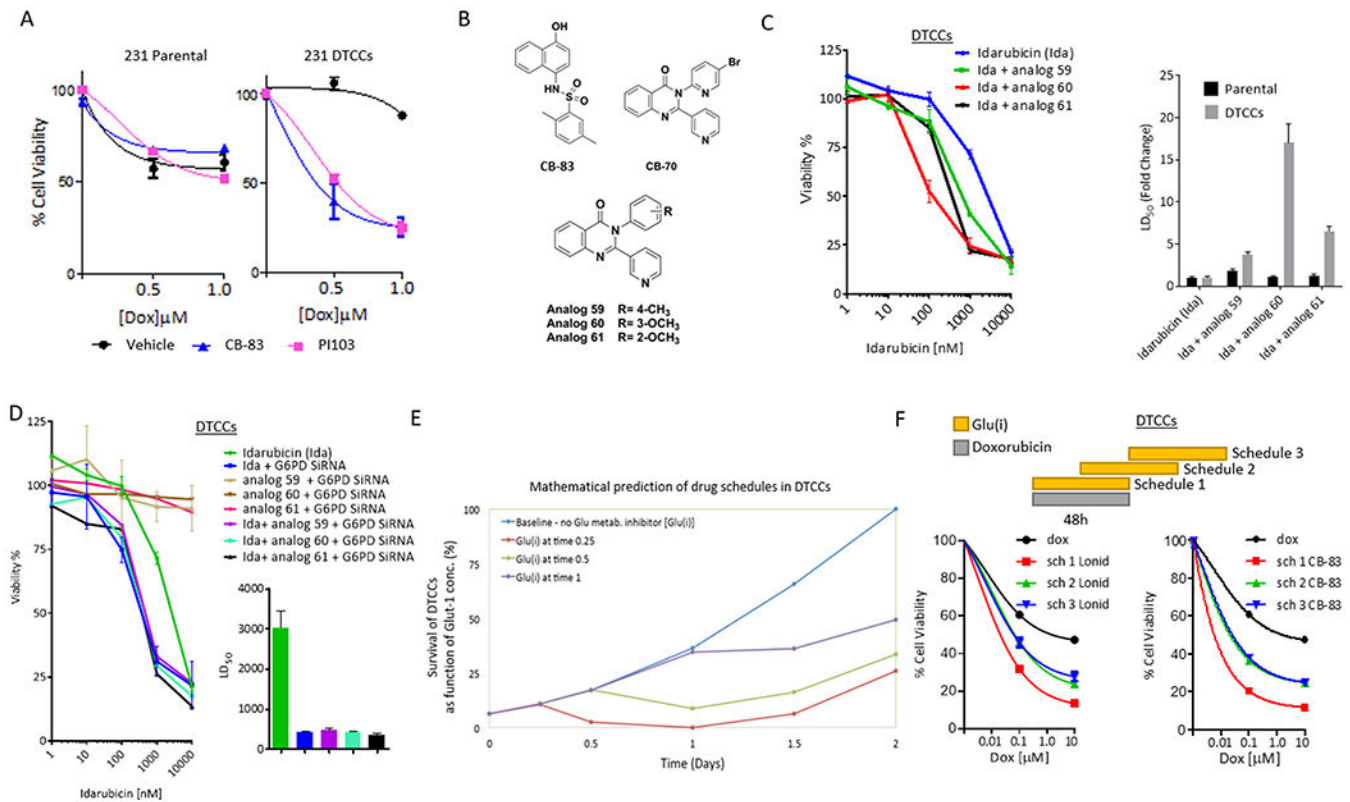 A
231 Parental
231 DTCCs
% Cell Viability
100
50
0
0.5
1.0
[Dox]µM
100
50
0
0.5
1.0
[Dox]µM
Vehicle
CB-83
PI103
B
OH
HN
S
O
O
CB-83
O
N
N
N
Br
N
CB-70
O
N
N
R
N
Analog 59 R= 4-CH3
Analog 60 R= 3-OCH3
Analog 61 R= 2-OCH3
C
DTCCs
Idarubicin (Ida)
Ida + analog 59
Ida + analog 60
Ida + analog 61
Viability %
125
100
75
50
25
0
1
10
100
1000
10000
Idarubicin [nM]
Parental
DTCCs
LD50 (Fold Change)
25
20
15
10
5
0
Idarubicin (Ida)
Ida + analog 59
Ida + analog 60
Ida + analog 61
D
DTCCs
Idarubicin (Ida)
Ida + G6PD SiRNA
analog 59 + G6PD SiRNA
analog 60 + G6PD SiRNA
analog 61 + G6PD SiRNA
Ida+ analog 59 + G6PD SiRNA
Ida+ analog 60 + G6PD SiRNA
Ida+ analog 61 + G6PD SiRNA
Viability %
125
100
75
50
25
0
1
10
100
1000
10000
Idarubicin [nM]
LD50
4000
3000
2000
1000
0
E
Mathematical prediction of drug schedules in DTCCs
Baseline - no Glu metab. inhibitor [Glu(i)]
Glu(i) at time 0.25
Glu(i) at time 0.5
Glu(i) at time 1
Survival of DTCCs
as function of Glut-1 conc. (%)
100
75
50
25
0
0
0.5
1
1.5
2
Time (Days)
F
Glu(i)
Doxorubicin
DTCCs
Schedule 3
Schedule 2
Schedule 1
48h
% Cell Viability
100
80
60
40
20
0
dox
sch 1 Lonid
sch 2 Lonid
sch 3 Lonid
0.01
0.1
1.0
10
Dox [µM]
% Cell Viability
100
80
60
40
20
0
dox
sch 1 CB-83
sch 2 CB-83
sch 3 CB-83
0.01
0.1
1.0
10
Dox [µM]